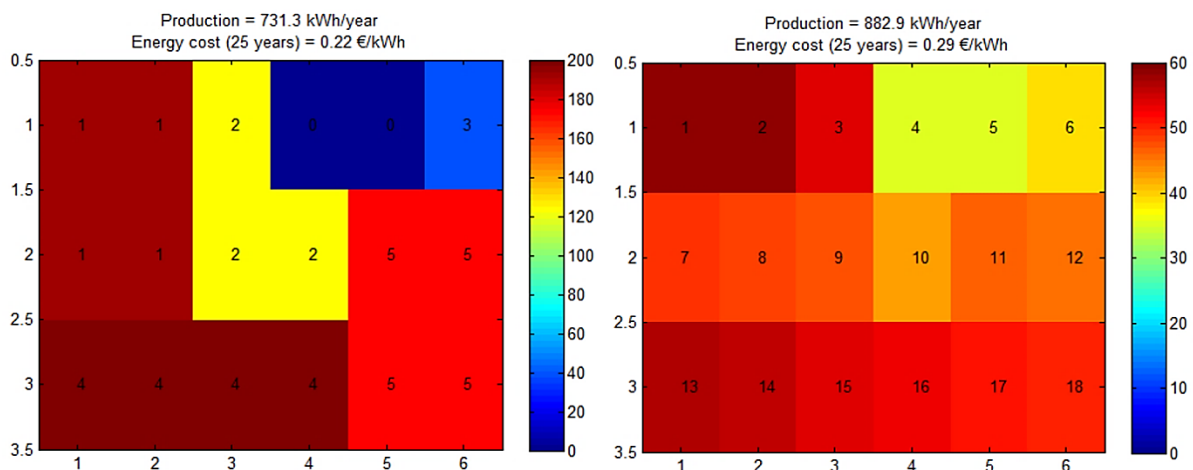 Production = 731.3 kWh/year
Energy cost (25 years) = 0.22 €/kWh
0.5
1
1.5
2
2.5
3
3.5
1 1 2 0 0 3
1 1 2 2 5 5
4 4 4 4 5 5
1 2 3 4 5 6
200
180
160
140
120
100
80
60
40
20
0
Production = 882.9 kWh/year
Energy cost (25 years) = 0.29 €/kWh
0.5
1
1.5
2
2.5
3
3.5
1 2 3 4 5 6
7 8 9 10 11 12
13 14 15 16 17 18
1 2 3 4 5 6
60
50
40
30
20
10
0